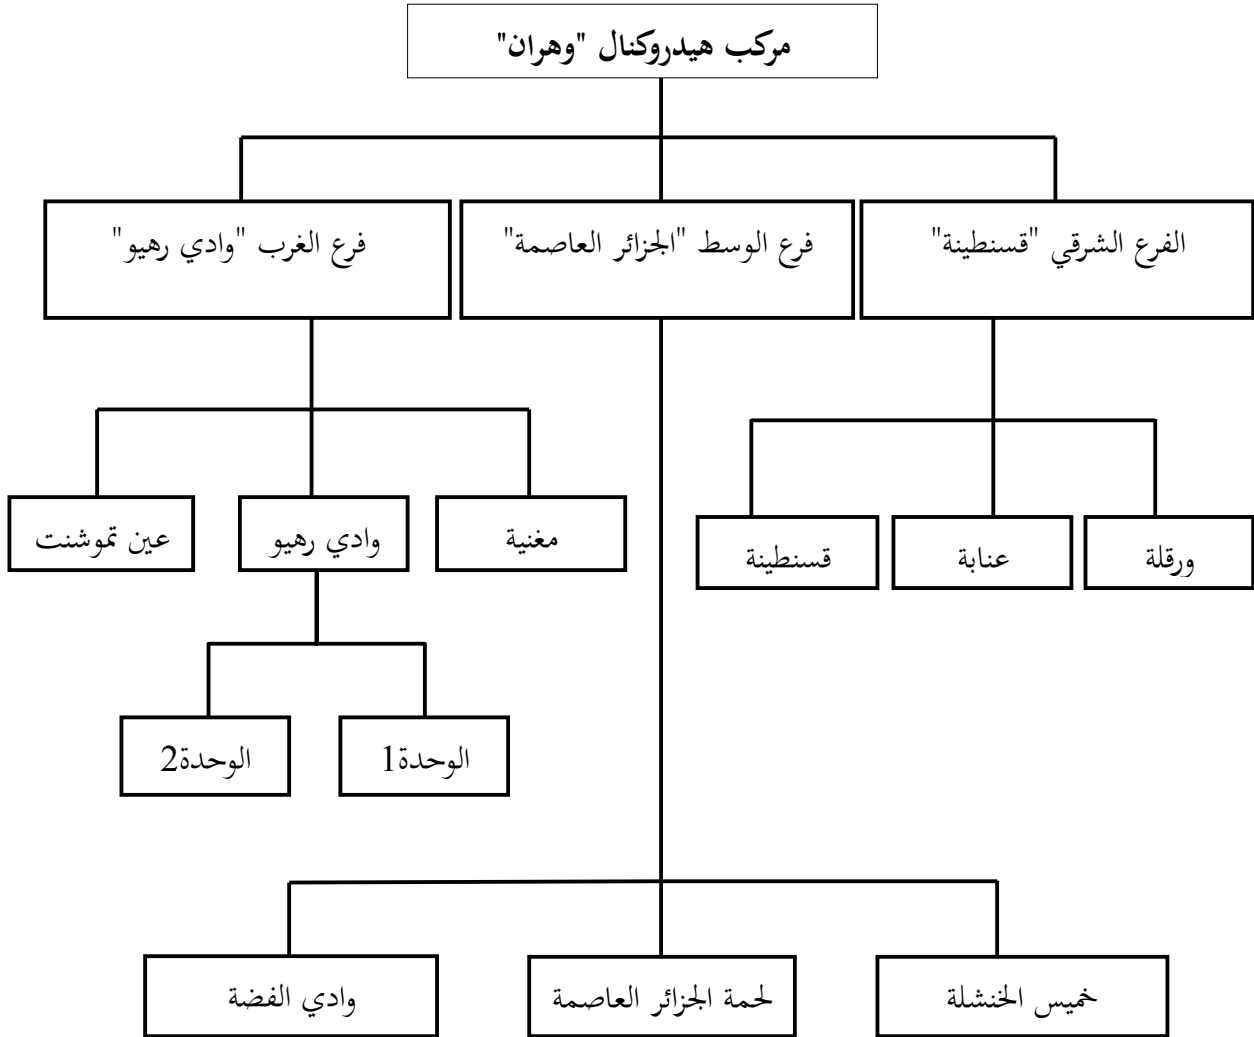 مركب هيدروكنال "وهران"
الفرع الشرقي "قسنطينة"
فرع الوسط "الجزائر العاصمة"
فرع الغرب "وادي رهيو"
مغنية
وادي رهيو
عين تموشنت
ورقلة
عنابة
قسنطينة
الوحدة1
الوحدة2
خميس الخنشلة
لحمة الجزائر العاصمة
وادي الفضة